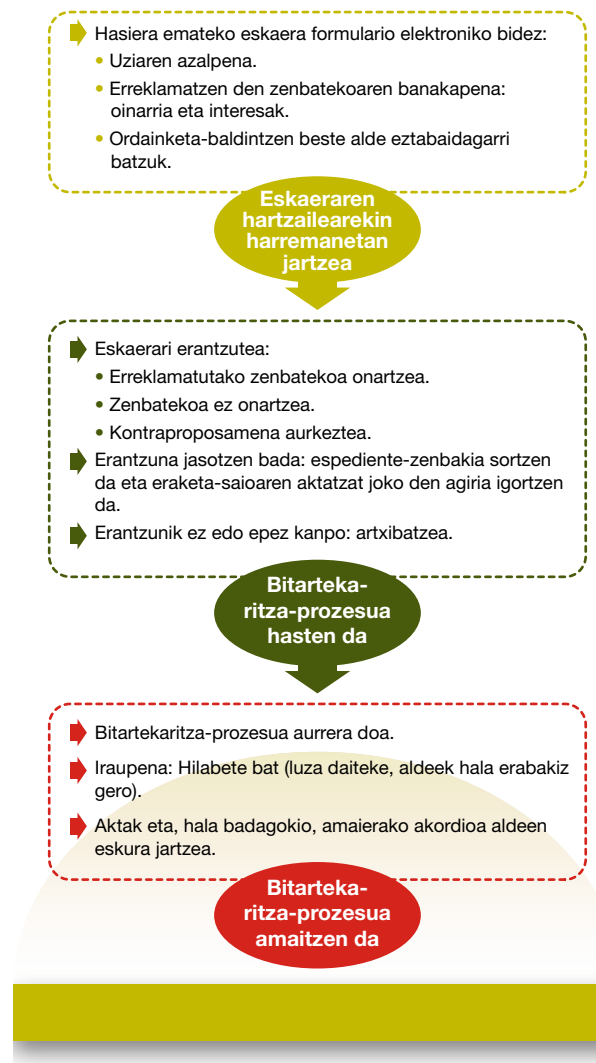 Hasiera emateko eskaera formulario elektroniko bidez:
• Uziaren azalpena.
• Erreklamatzen den zenbatekoaren banakapena:
oinarria eta interesak.
• Ordainketa-baldintzen beste alde eztabaidagarri
batzuk.
Eskaeraren
hartzailearekin
harremanetan
jartzea
Eskaerari erantzutea:
• Erreklamatutako zenbatekoa onartzea.
• Zenbatekoa ez onartzea.
• Kontraproposamena aurkeztea.
Erantzuna jasotzen bada: espediente-zenbakia sortzen
da eta eraketa-saioaren aktatzat joko den agiria igortzen
da.
Erantzunik ez edo epez kanpo: artxibatzea.
Bitarteka-
ritza-prozesua
hasten da
Bitartekaritza-prozesua aurrera doa.
Iraupena: Hilabete bat (luza daiteke, aldeek hala erabakiz
gero).
Aktak eta, hala badagokio, amaierako akordioa aldeen
eskura jartzea.
Bitarteka-
ritza-prozesua
amaitzen da